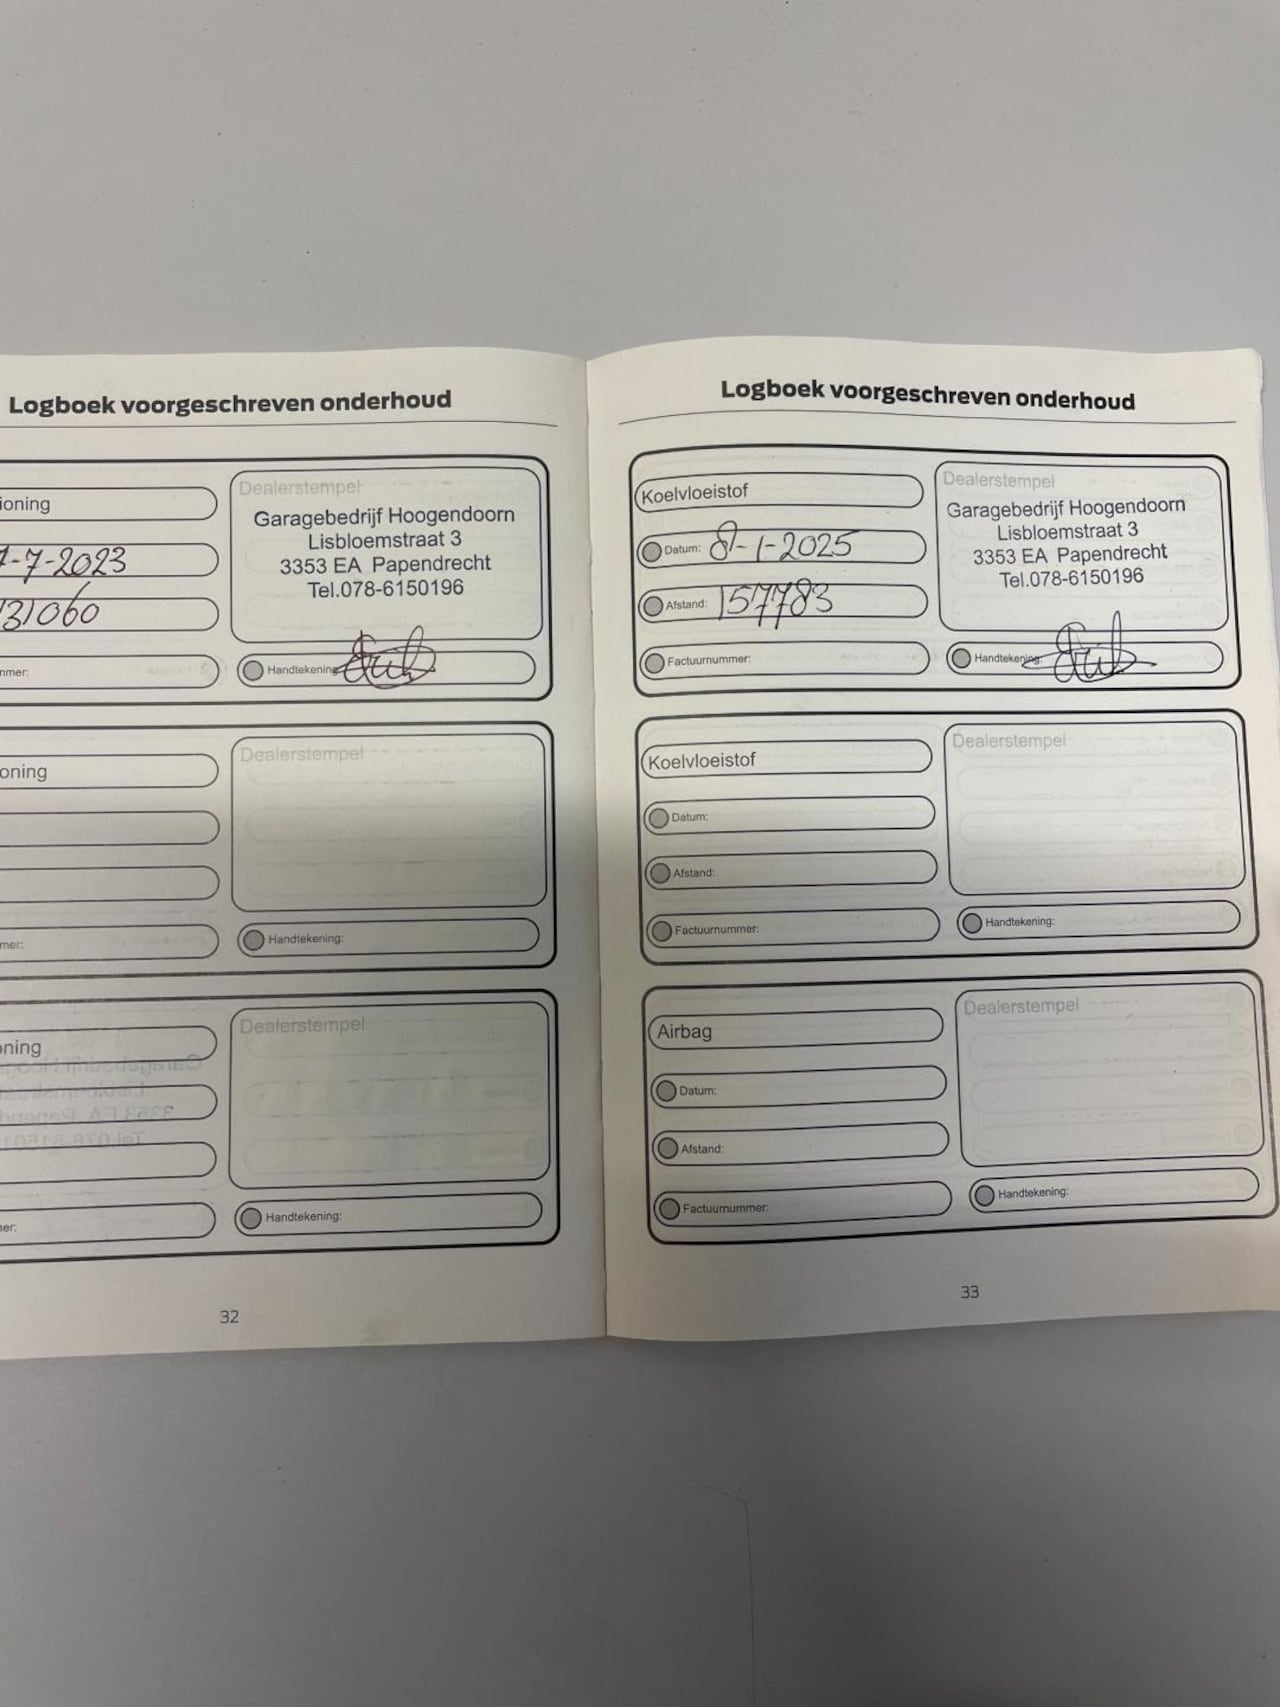 Logboek voorgeschreven onderhoud
ioning
7-7-2023
131060
mmer:
Dealerstempel
Garagebedrijf Hoogendoorn
Lisbloemstraat 3
3353 EA Papendrecht
Tel.078-6150196
Handtekening
oning
mer:
Dealerstempel
Handtekening:
oning
er:
Dealerstempel
Handtekening:
32
Logboek voorgeschreven onderhoud
Koelvloeistof
Datum: 8-1-2025
Afstand: 157783
Factuurnummer:
Dealerstempel
Garagebedrijf Hoogendoorn
Lisbloemstraat 3
3353 EA Papendrecht
Tel.078-6150196
Handtekening:
Koelvloeistof
Datum:
Afstand:
Factuurnummer:
Dealerstempel
Handtekening:
Airbag
Datum:
Afstand:
Factuurnummer:
Dealerstempel
Handtekening:
33